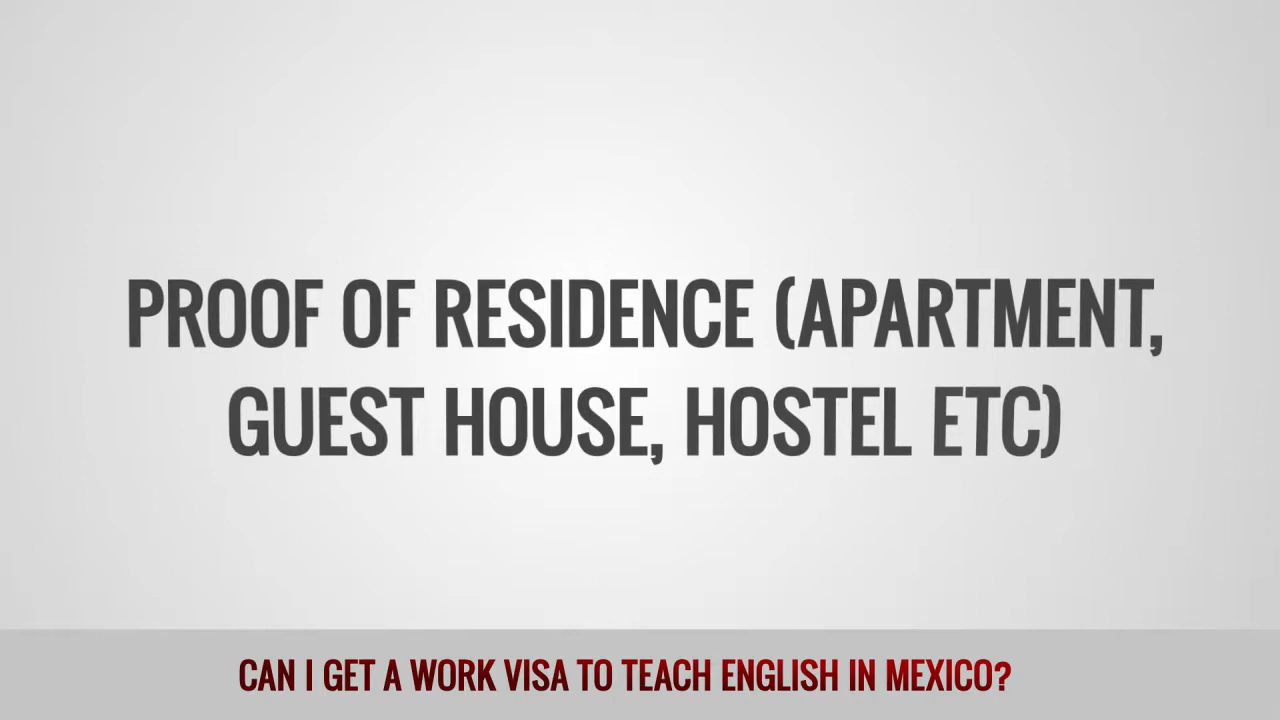 PROOF OF RESIDENCE (APARTMENT,
GUEST HOUSE, HOSTEL ETC)
CAN I GET A WORK VISA TO TEACH ENGLISH IN MEXICO?